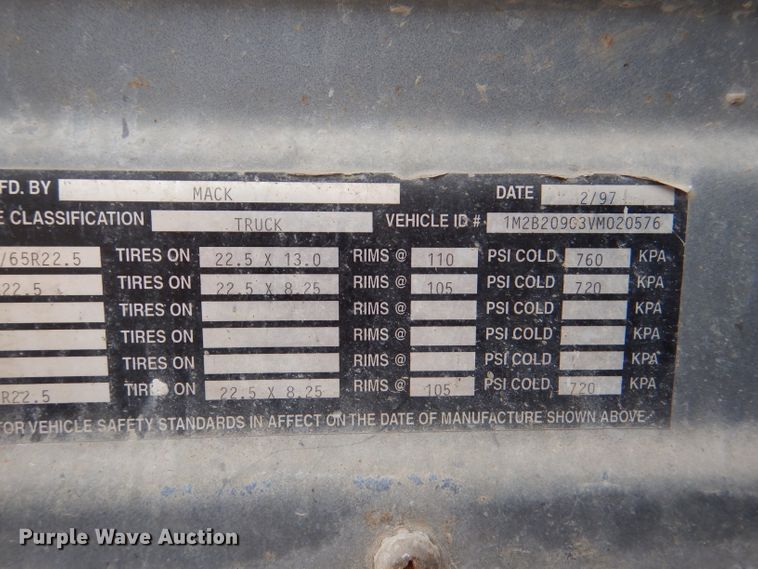 FD. BY MACK DATE 2/97
E CLASSIFICATION TRUCK VEHICLE ID # 1M2B209C3VM020576
/65R22.5 TIRES ON 22.5 X 13.0 RIMS @ 110 PSI COLD 760 KPA
22.5 TIRES ON 22.5 X 8.25 RIMS @ 105 PSI COLD 720 KPA
TIRES ON RIMS @ PSI COLD KPA
TIRES ON RIMS @ PSI COLD KPA
TIRES ON RIMS @ PSI COLD KPA
R22.5 TIRES ON 22.5 X 8.25 RIMS @ 105 PSI COLD 720 KPA
OR VEHICLE SAFETY STANDARDS IN AFFECT ON THE DATE OF MANUFACTURE SHOWN ABOVE
Purple Wave Auction